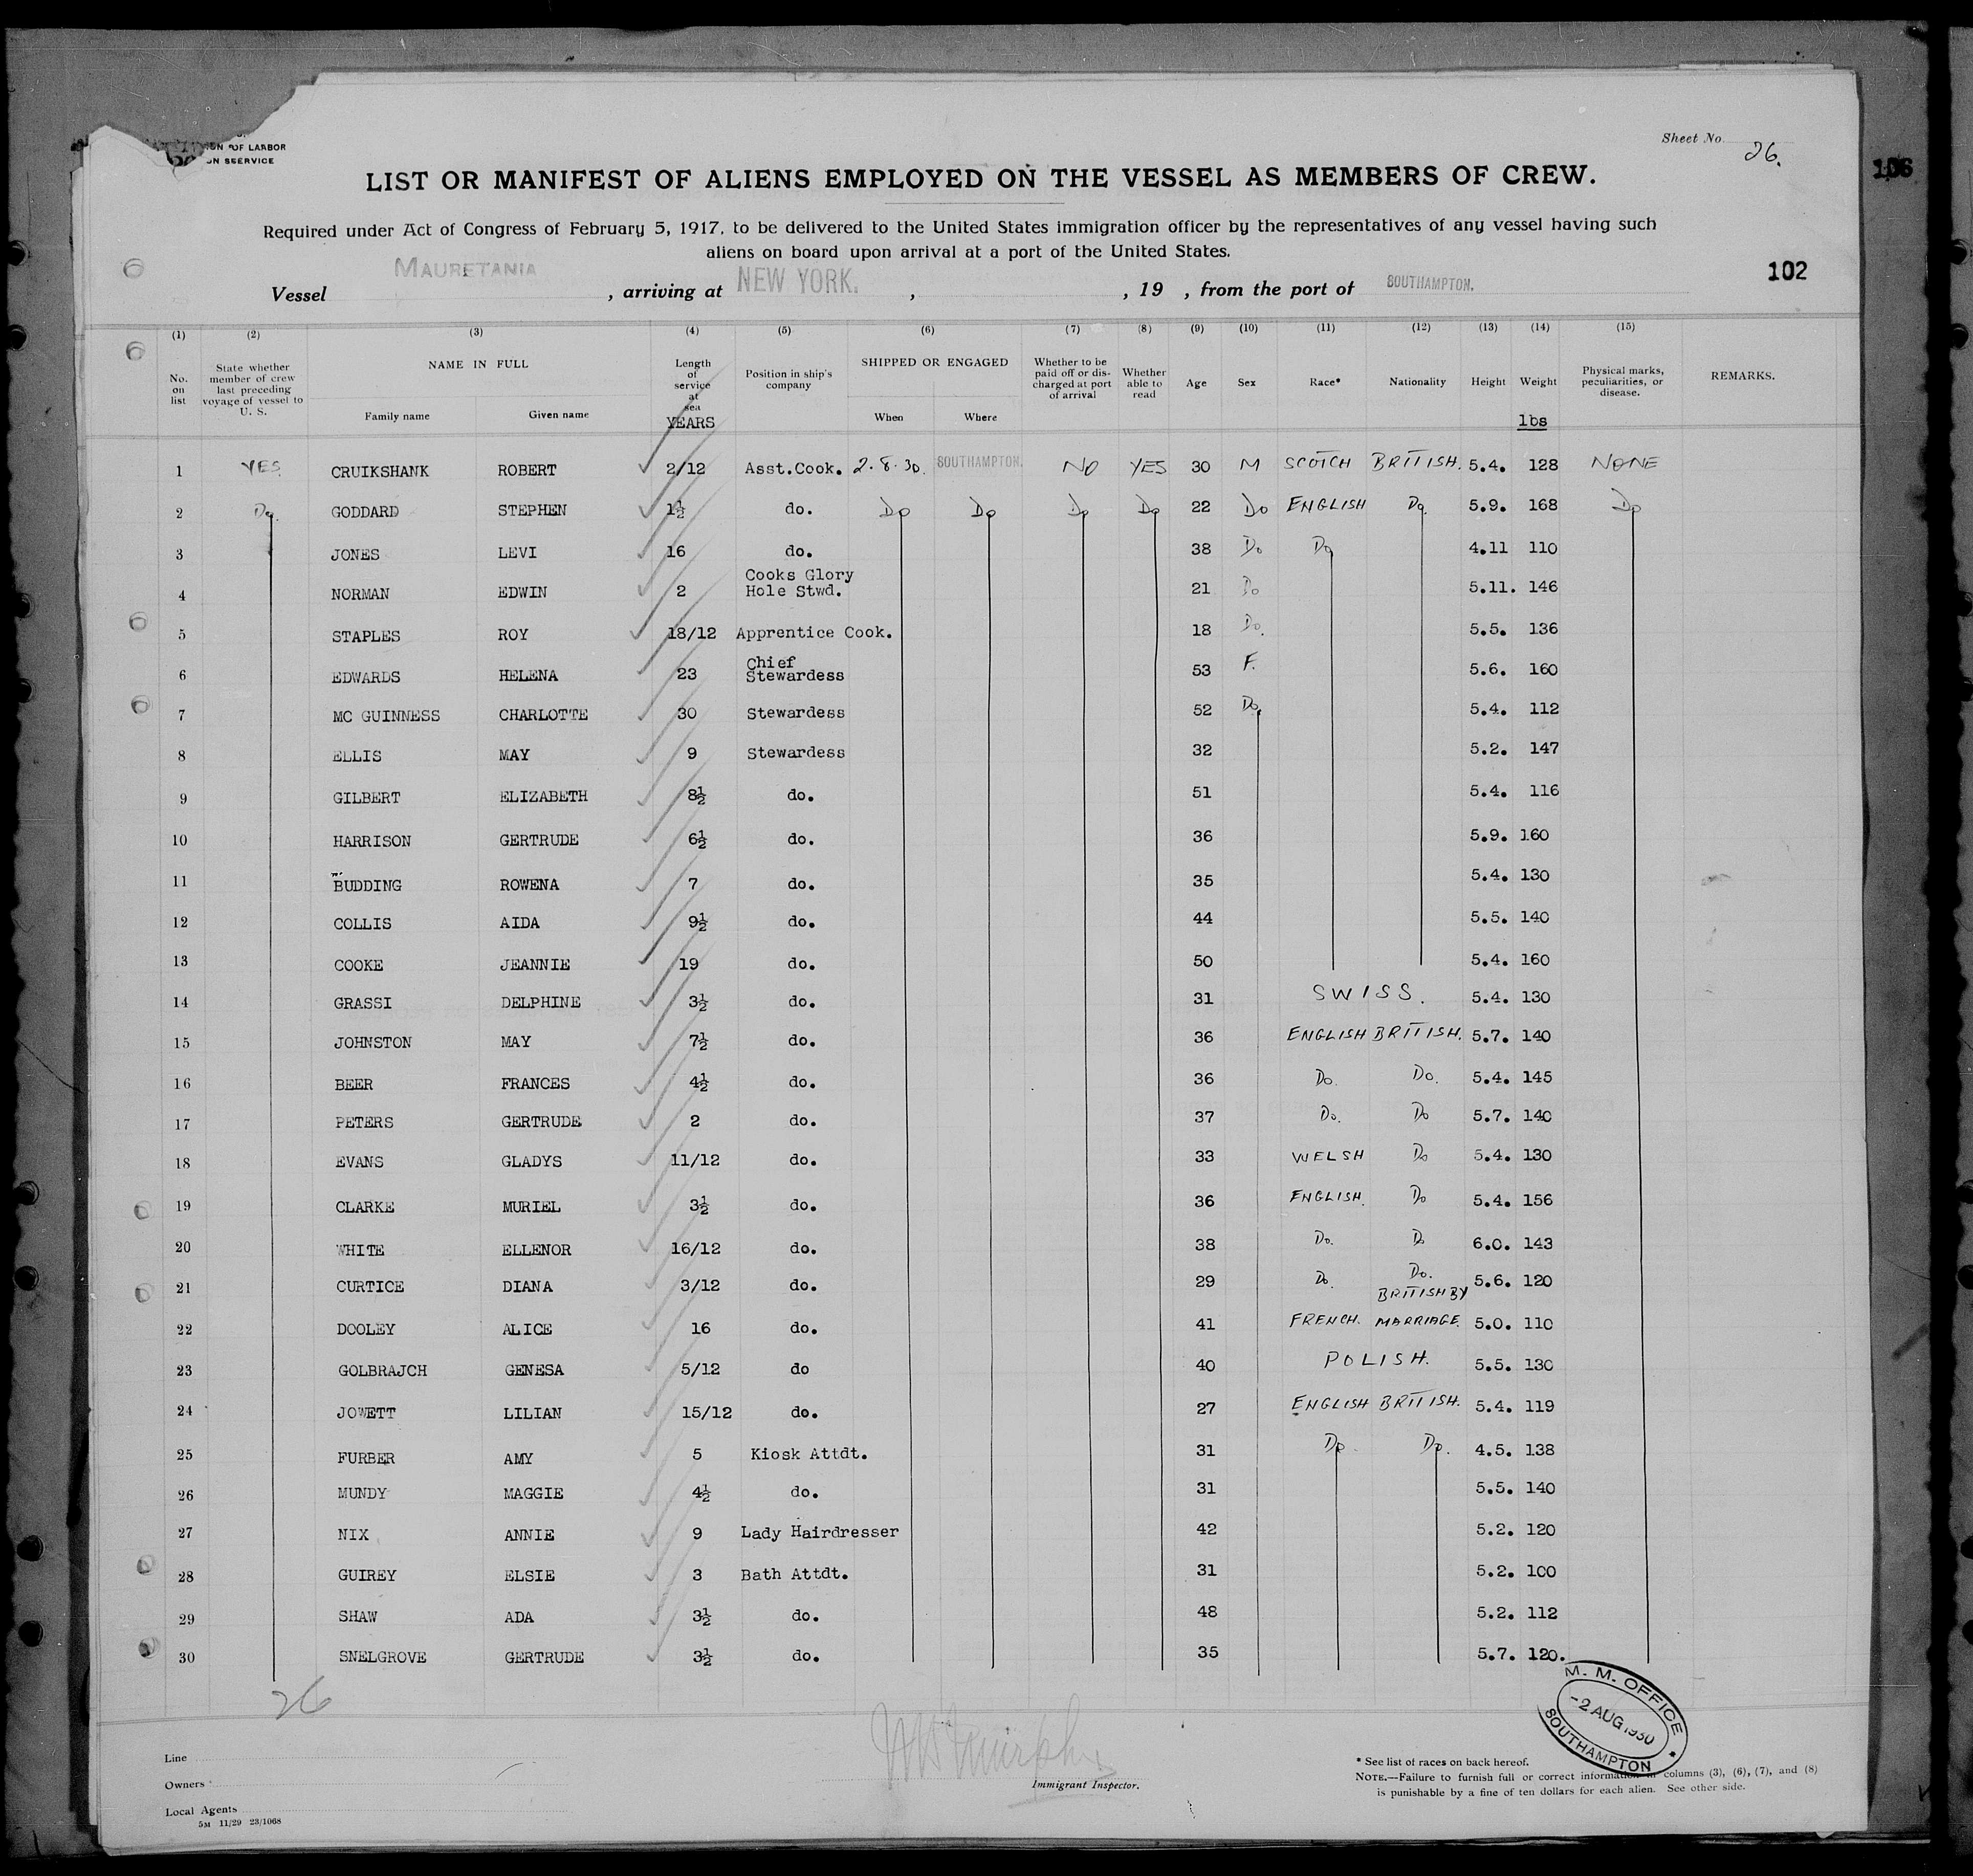 ON OF LABOR
ON SEERVICE
Sheet No. 26.
106
LIST OR MANIFEST OF ALIENS EMPLOYED ON THE VESSEL AS MEMBERS OF CREW.
Required under Act of Congress of February 5, 1917, to be delivered to the United States immigration officer by the representatives of any vessel having such
aliens on board upon arrival at a port of the United States.
102
Vessel MAURETANIA , arriving at NEW YORK. , , 19 , from the port of SOUTHAMPTON.
(1) (2) (3) (4) (5) (6) (7) (8) (9) (10) (11) (12) (13) (14) (15)
No. on list State whether member of crew last preceding voyage of vessel to U. S. NAME IN FULL Family name Given name Length of service at sea YEARS Position in ship's company SHIPPED OR ENGAGED When Where Whether to be paid off or discharged at port of arrival Whether able to read Age Sex Race* Nationality Height Weight lbs Physical marks, peculiarities, or disease. REMARKS.
1 YES CRUIKSHANK ROBERT 2/12 Asst.Cook. 2.8.30. SOUTHAMPTON. NO YES 30 M SCOTCH BRITISH. 5.4. 128 NONE
2 Do. GODDARD STEPHEN 1½ do. Do Do Do Do 22 Do ENGLISH Do. 5.9. 168 Do
3 JONES LEVI 16 do. 38 Do Do 4.11 110
4 NORMAN EDWIN 2 Cooks Glory Hole Stwd. 21 Do 5.11. 146
5 STAPLES ROY 18/12 Apprentice Cook. 18 Do. 5.5. 136
6 EDWARDS HELENA 23 Chief Stewardess 53 F. 5.6. 160
7 MC GUINNESS CHARLOTTE 30 Stewardess 52 Do. 5.4. 112
8 ELLIS MAY 9 Stewardess 32 5.2. 147
9 GILBERT ELIZABETH 8½ do. 51 5.4. 116
10 HARRISON GERTRUDE 6½ do. 36 5.9. 160
11 BUDDING ROWENA 7 do. 35 5.4. 130
12 COLLIS AIDA 9½ do. 44 5.5. 140
13 COOKE JEANNIE 19 do. 50 5.4. 160
14 GRASSI DELPHINE 3½ do. 31 SWISS. 5.4. 130
15 JOHNSTON MAY 7½ do. 36 ENGLISH BRITISH. 5.7. 140
16 BEER FRANCES 4½ do. 36 Do. Do. 5.4. 145
17 PETERS GERTRUDE 2 do. 37 Do. Do 5.7. 140
18 EVANS GLADYS 11/12 do. 33 WELSH Do 5.4. 130
19 CLARKE MURIEL 3½ do. 36 ENGLISH. Do 5.4. 156
20 WHITE ELLENOR 16/12 do. 38 Do. Do 6.0. 143
21 CURTICE DIANA 3/12 do. 29 Do. Do. 5.6. 120
22 DOOLEY ALICE 16 do. 41 FRENCH. BRITISH BY MARRIAGE. 5.0. 110
23 GOLBRAJCH GENESA 5/12 do 40 POLISH. 5.5. 130
24 JOWETT LILIAN 15/12 do. 27 ENGLISH BRITISH. 5.4. 119
25 FURBER AMY 5 Kiosk Attdt. 31 Do. Do. 4.5. 138
26 MUNDY MAGGIE 4½ do. 31 5.5. 140
27 NIX ANNIE 9 Lady Hairdresser 42 5.2. 120
28 GUIREY ELSIE 3 Bath Attdt. 31 5.2. 100
29 SHAW ADA 3½ do. 48 5.2. 112
30 SNELGROVE GERTRUDE 3½ do. 35 5.7. 120.
26
M. M. OFFICE
-2 AUG 1930
SOUTHAMPTON *
Line
Owners
Local Agents
5M 11/29 23/1068
Immigrant Inspector.
* See list of races on back hereof.
NOTE.—Failure to furnish full or correct information columns (3), (6), (7), and (8)
is punishable by a fine of ten dollars for each alien. See other side.